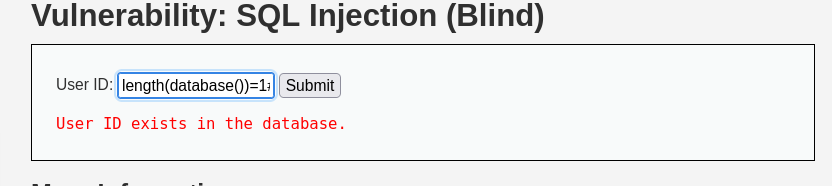 Vulnerability: SQL Injection (Blind)
User ID: length(database())=1# Submit
User ID exists in the database.